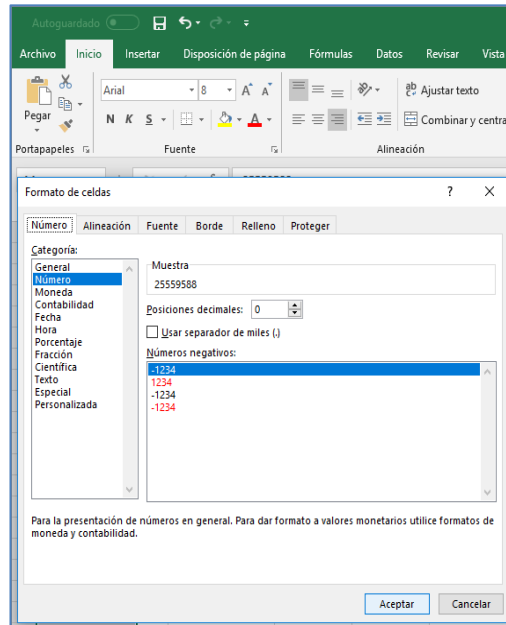 Autoguardado
Archivo Inicio Insertar Disposición de página Fórmulas Datos Revisar Vista
Pegar
Arial 8 A A
ab Ajustar texto
N K S A
Combinar y centra
Portapapeles Fuente Alineación
Formato de celdas ? X
Número Alineación Fuente Borde Relleno Proteger
Categoría:
General
Número
Moneda
Contabilidad
Fecha
Hora
Porcentaje
Fracción
Científica
Texto
Especial
Personalizada
Muestra
25559588
Posiciones decimales: 0
Usar separador de miles (.)
Números negativos:
-1234
1234
-1234
-1234
Para la presentación de números en general. Para dar formato a valores monetarios utilice formatos de
moneda y contabilidad.
Aceptar Cancelar